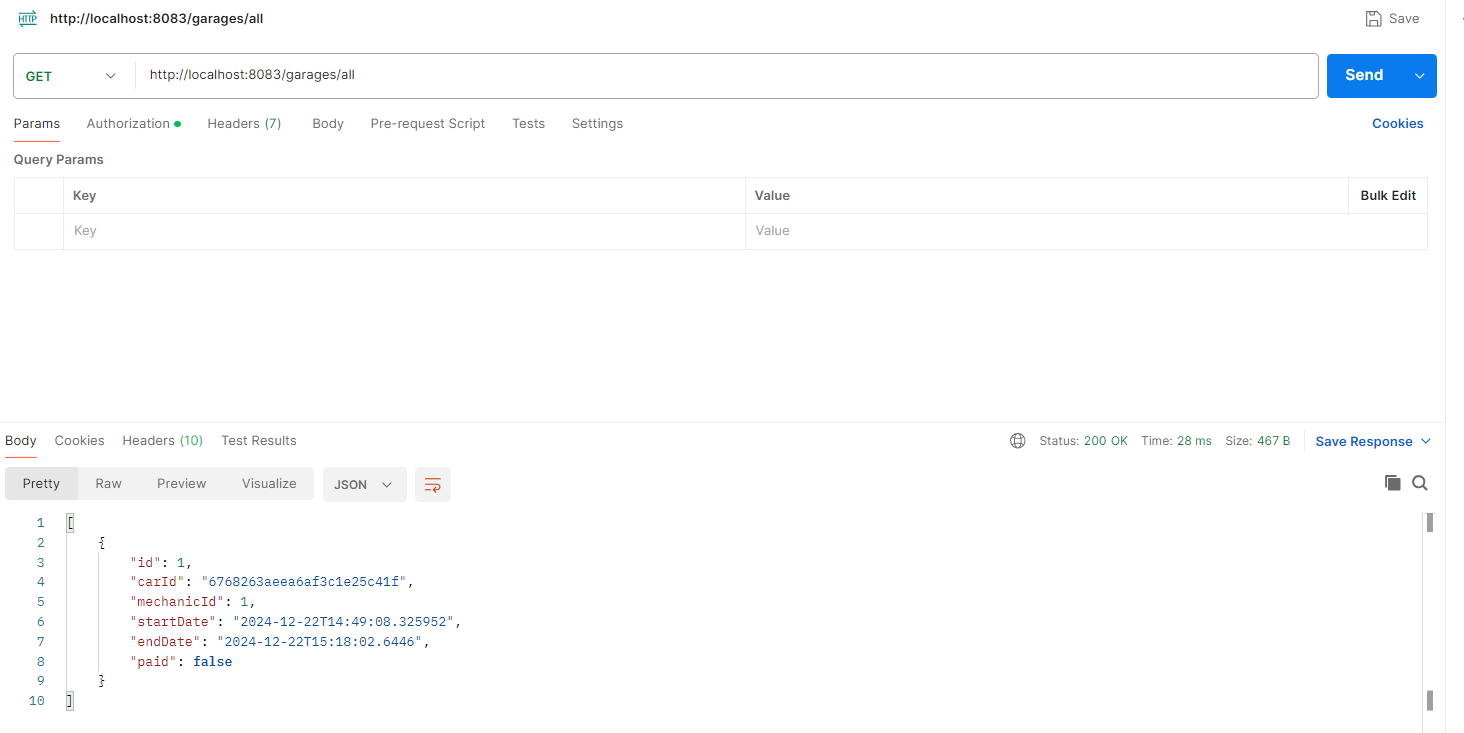 HTTP http://localhost:8083/garages/all Save
GET http://localhost:8083/garages/all Send
Params Authorization Headers (7) Body Pre-request Script Tests Settings Cookies
Query Params
Key Value Bulk Edit
Key Value
Body Cookies Headers (10) Test Results Status: 200 OK Time: 28 ms Size: 467 B Save Response
Pretty Raw Preview Visualize JSON
1 [
2 {
3 "id": 1,
4 "carId": "6768263aeea6af3c1e25c41f",
5 "mechanicId": 1,
6 "startDate": "2024-12-22T14:49:08.325952",
7 "endDate": "2024-12-22T15:18:02.6446",
8 "paid": false
9 }
10 ]